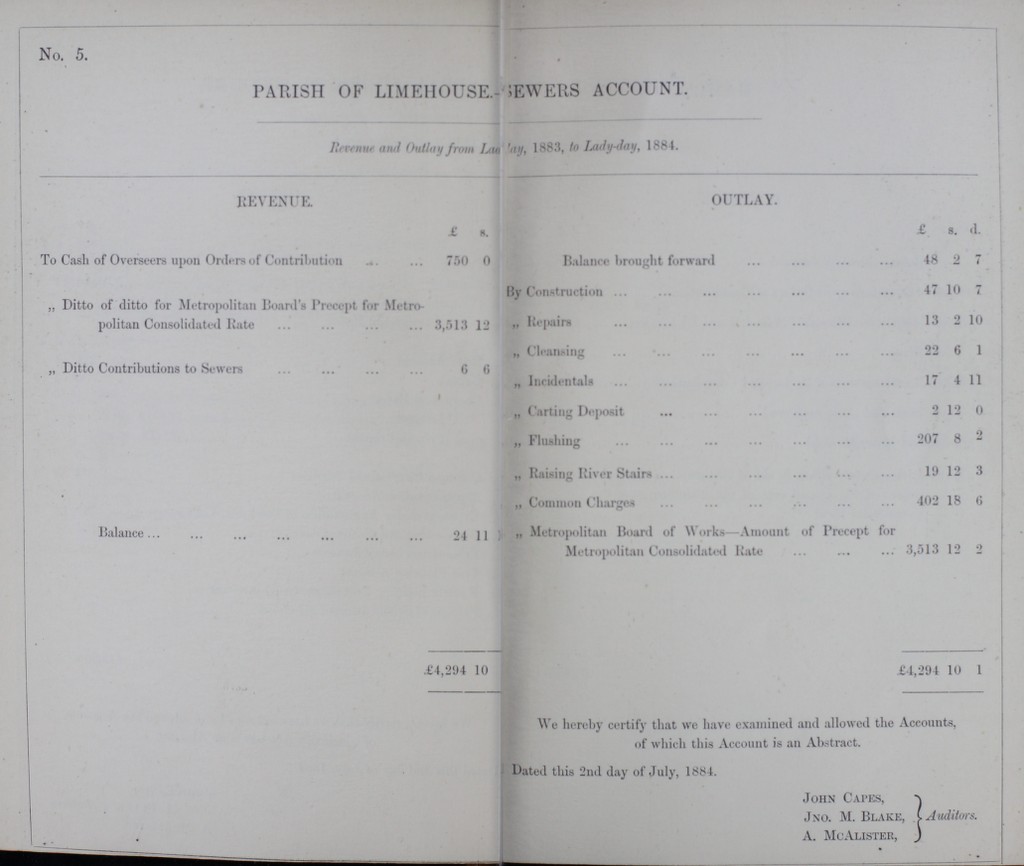 No. 5.
PARISH OF LIMEHOUSE.-SEWERS ACCOUNT.
Revenue and Outlay from 1883, to Lady-day, 1884.
REVENUE.
£ s.
To Cash of Overseers upon Orders of Contribution ... ... 750 0
„ Ditto of ditto for Metropolitan Board's Precept for Metro-
politan Consolidated Rate ... ... ... ... 3,513 12
„ Ditto Contributions to Sewers ... ... ... ... 6 6
Balance ... ... ... ... ... ... ... 24 11
£4,294 10
OUTLAY.
£ s. d.
Balance brought forward ... ... ... ... 48 2 7
By Construction ... ... ... ... ... ... ... 47 10 7
„ Repairs ... ... ... ... ... ... ... 13 2 10
„ Cleansing ... ... ... ... ... ... ... 22 6 1
„ Incidentals ... ... ... ... ... ... ... 17 4 11
„ Carting Deposit ... ... ... ... ... ... 2 12 0
„ Flushing ... ... ... ... ... ... ... 207 8 2
„ Raising River Stairs ... ... ... ... ... ... 19 12 3
„ Common Charges ... ... ... ... ... ... 402 18 6
„ Metropolitan Board of Works—Amount of Precept for
Metropolitan Consolidated Rate ... ... ... 3,513 12 2
£4,294 10 1
We hereby certify that we have examined and allowed the Accounts,
of which this Account is an Abstract.
Dated this 2nd day of July, 1884.
JOHN CAPES,
JNO. M. BLAKE, } Auditors.
A. MCALISTER,